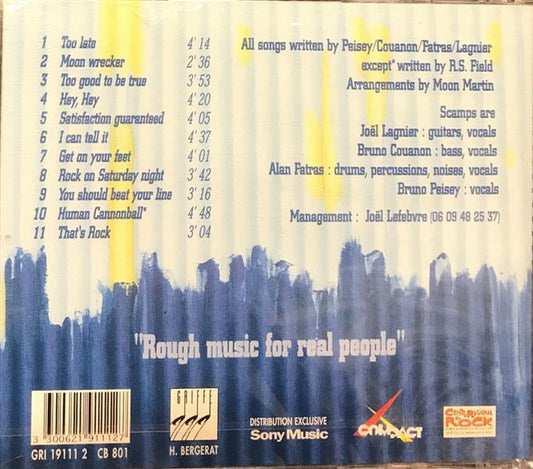 1 Too late 4' 14
2 Moon wrecker 2' 36
3 Too good to be true 3' 53
4 Hey, Hey 4' 20
5 Satisfaction guaranteed 4' 05
6 I can tell it 4' 37
7 Get on your feet 4' 01
8 Rock on Saturday night 3' 42
9 You should beat your line 3' 16
10 Human Cannonball* 4' 48
11 That's Rock 3' 04
All songs written by Peisey/Couanon/Fatras/Lagnier
except* written by R.S. Field
Arrangements by Moon Martin
Scamps are
Joël Lagnier : guitars, vocals
Bruno Couanon : bass, vocals
Alan Fatras : drums, percussions, noises, vocals
Bruno Peisey : vocals
Management : Joël Lefebvre (06 09 48 25 37)
"Rough music for real people"
3 300621 911127
GRI 19111 2 CB 801
GRIFFE
H. BERGERAT
DISTRIBUTION EXCLUSIVE
Sony Music
COMPACT
ROCK